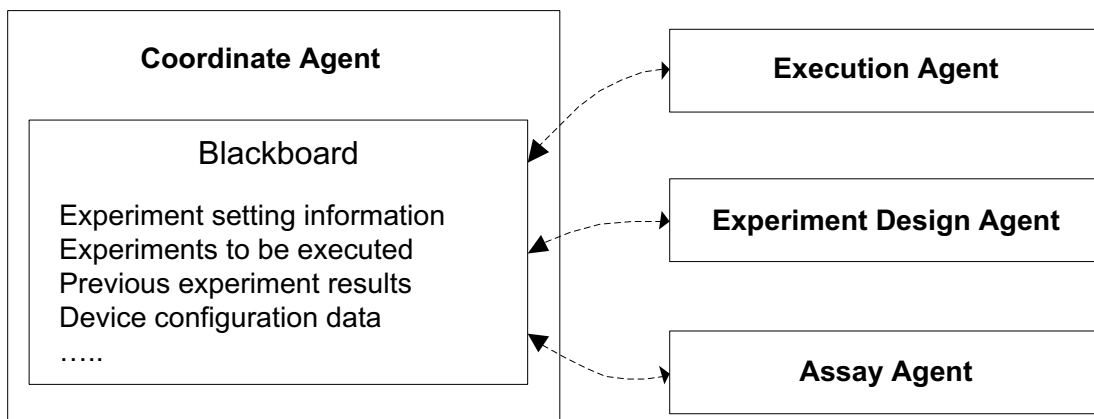 Coordinate Agent
Blackboard
Experiment setting information
Experiments to be executed
Previous experiment results
Device configuration data
…..
Execution Agent
Experiment Design Agent
Assay Agent